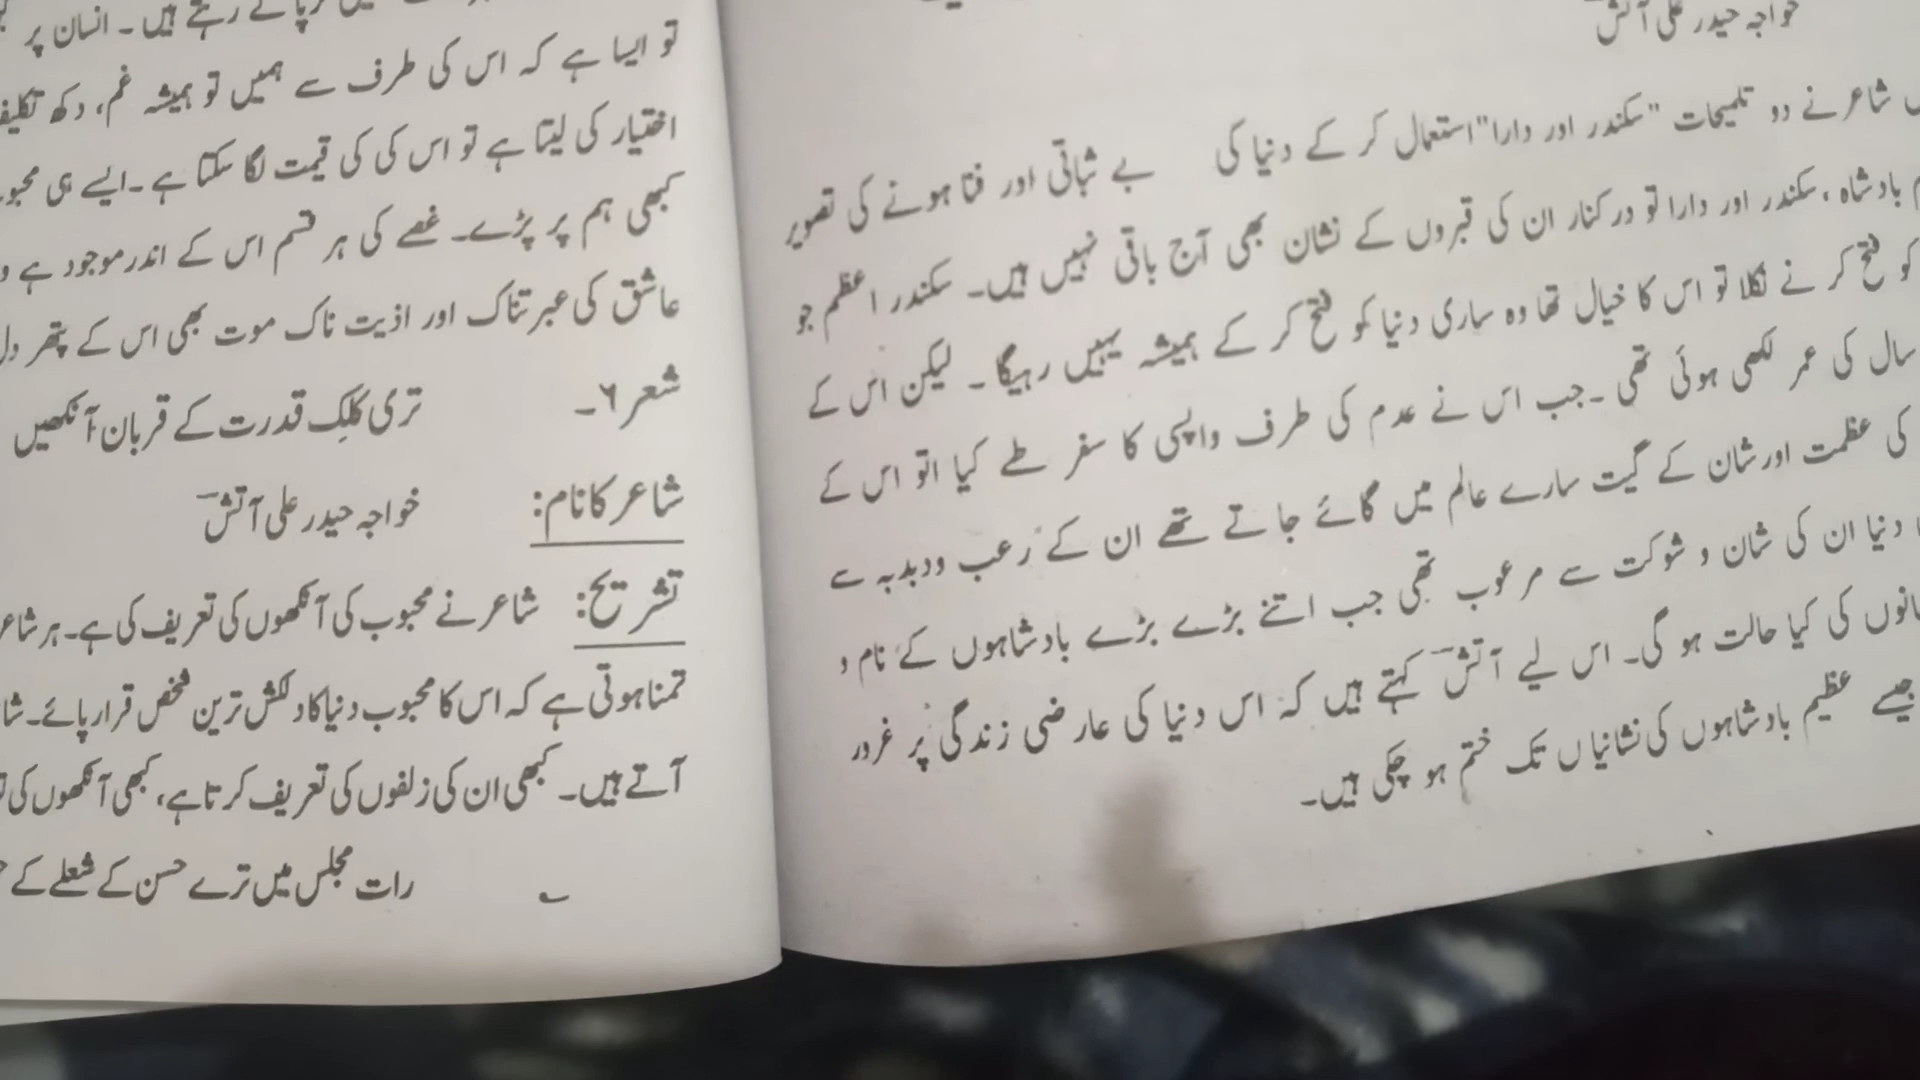 خواجہ حیدر علی آتش
شاعر نے دو تلمیحات "سکندر اور دارا" استعمال کر کے دنیا کی بے ثباتی اور فنا ہونے کی تصویر
بادشاہ ، سکندر اور دارا تو درکنار ان کی قبروں کے نشان بھی آج باقی نہیں ہیں۔ سکندر اعظم جو
کو فتح کرنے نکلا تو اس کا خیال تھا وہ ساری دنیا کو فتح کر کے ہمیشہ یہیں رہیگا۔ لیکن اس کے
سال کی عمر لکھی ہوئی تھی۔ جب اس نے عدم کی طرف واپسی کا سفر طے کیا اتو اس کے
کی عظمت اور شان کے گیت سارے عالم میں گائے جاتے تھے ان کے رعب ودبدبہ سے
دنیا ان کی شان و شوکت سے مرعوب تھی جب اتنے بڑے بڑے بادشاہوں کے نام و
کی کیا حالت ہو گی۔ اس لیے آتش کہتے ہیں کہ اس دنیا کی عارضی زندگی پر غرور
جیسے عظیم بادشاہوں کی نشانیاں تک ختم ہو چکی ہیں۔
رہتے ہیں۔ انسان پر
تو ایسا ہے کہ اس کی طرف سے ہمیں تو ہمیشہ غم، دکھ
اختیار کی لیتا ہے تو اس کی کی قیمت لگا سکتا ہے۔ ایسے ہی
کبھی ہم پر پڑے۔ غصے کی ہر قسم اس کے اندر موجود ہے
عاشق کی عبرتناک اور اذیت ناک موت بھی اس کے پتھر دل
شعر ۶۔ تری کلکِ قدرت کے قربان آنکھیں
شاعر کا نام: خواجہ حیدر علی آتش
تشریح: شاعر نے محبوب کی آنکھوں کی تعریف کی ہے۔ ہر شاعر
تمنا ہوتی ہے کہ اس کا محبوب دنیا کا دلکش ترین شخص قرار پائے۔
آتے ہیں۔ کبھی ان کی زلفوں کی تعریف کرتا ہے، کبھی آنکھوں کی
رات مجلس میں ترے حسن کے شعلے کے